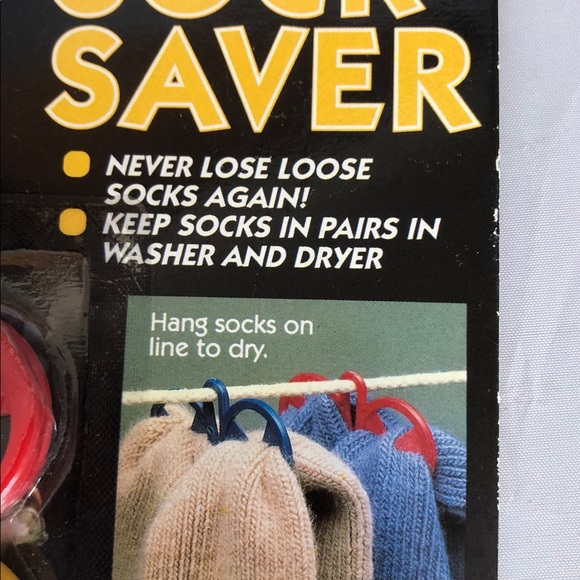 SOCK
SAVER
NEVER LOSE LOOSE
SOCKS AGAIN!
KEEP SOCKS IN PAIRS IN
WASHER AND DRYER
Hang socks on
line to dry.